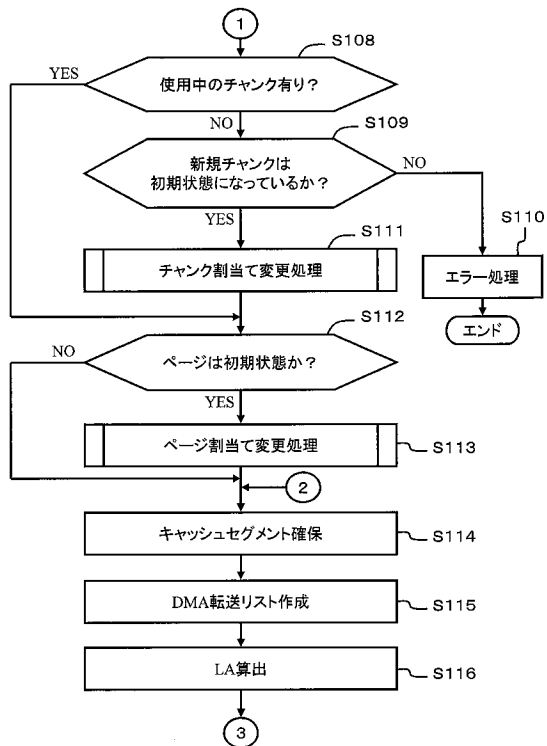 1
S108
YES
使用中のチャンク有り？
NO
S109
新規チャンクは
初期状態になっているか？
NO
YES
S110
エラー処理
エンド
S111
チャンク割当て変更処理
S112
NO
ページは初期状態か？
YES
ページ割当て変更処理
S113
2
キャッシュセグメント確保
S114
DMA転送リスト作成
S115
LA算出
S116
3